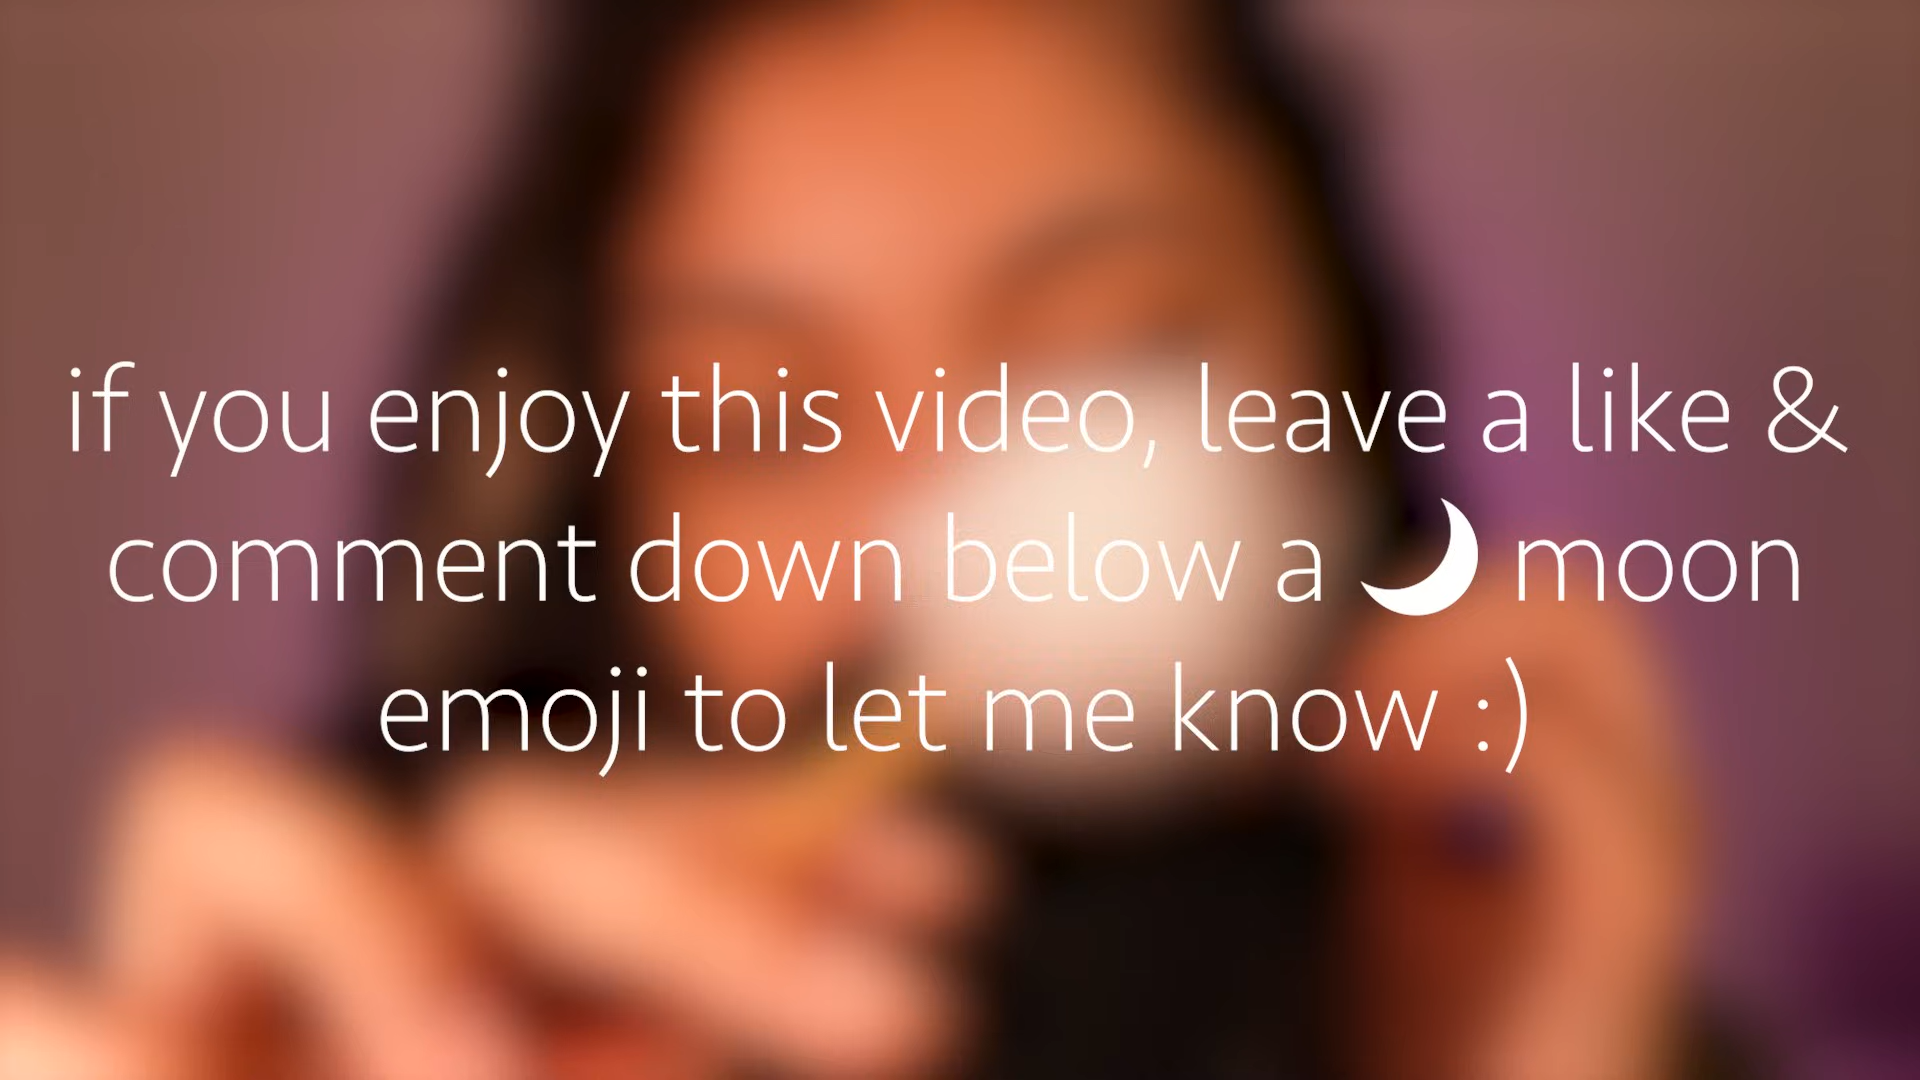 if you enjoy this video, leave a like &
comment down below a 🌙 moon
emoji to let me know :)